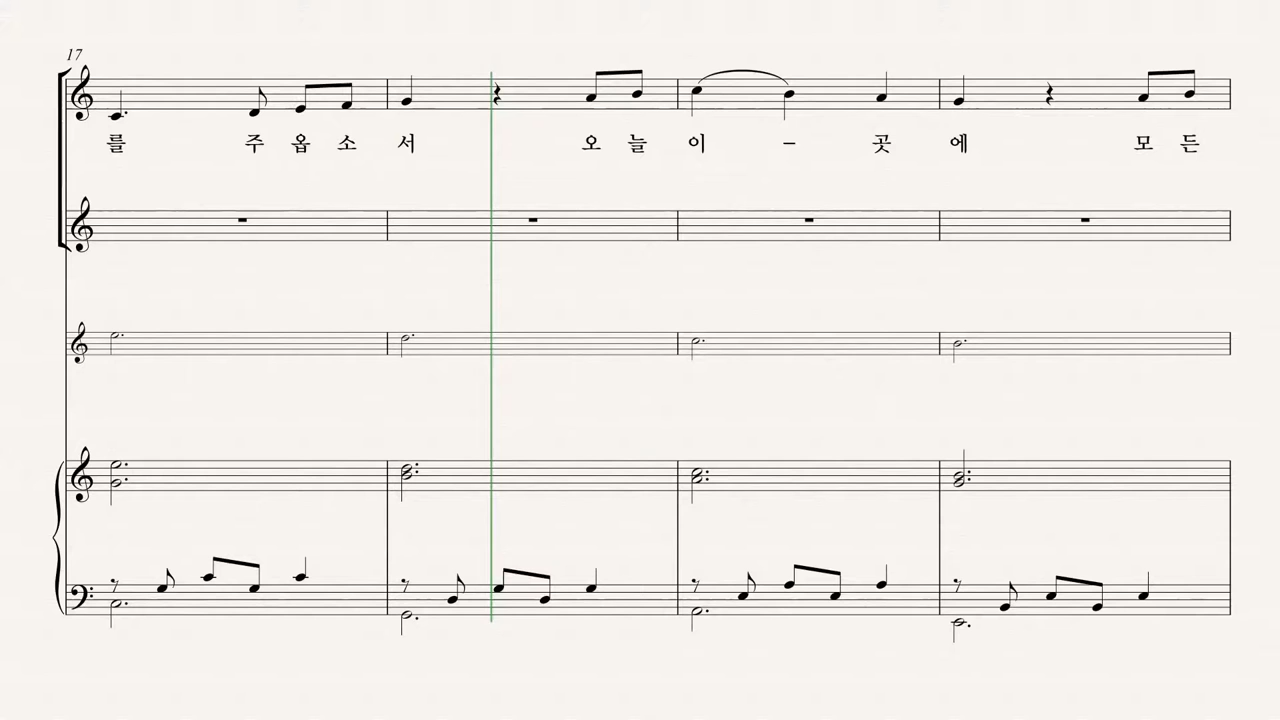 17
를 주 옵 소 서 오 늘 이 – 곳 에 모 든